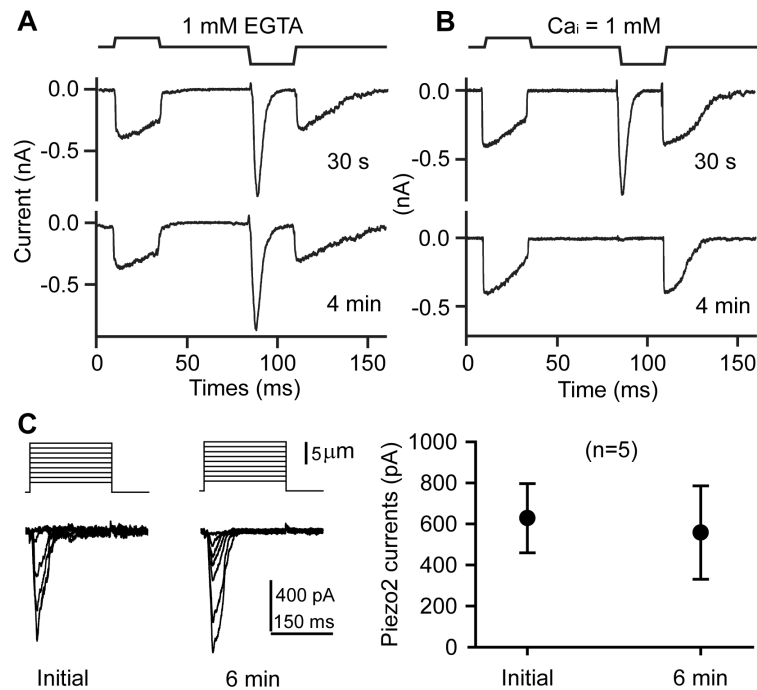 A
1 mM EGTA
0.0
-0.5
30 s
0.0
-0.5
4 min
Current (nA)
0 50 100 150
Times (ms)
B
Caᵢ = 1 mM
0.0
-0.5
30 s
0.0
-0.5
4 min
(nA)
0 50 100 150
Time (ms)
C
5 μm
400 pA
150 ms
Initial
6 min
(n=5)
Piezo2 currents (pA)
1000
800
600
400
200
0
Initial
6 min